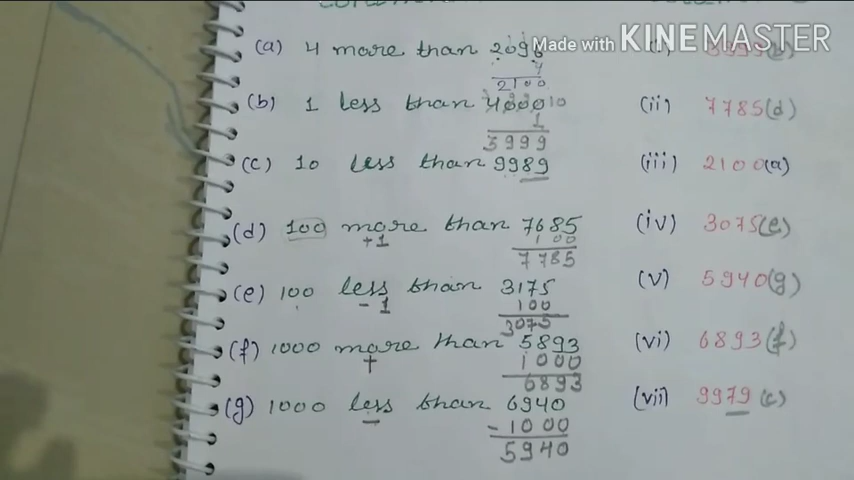 (a) 4 more than 2096 Made with KINEMASTER
4
2100
(b) 1 less than 4000 10 (ii) 7785(d)
1
3999
(c) 10 less than 9989 (iii) 2100(a)
(d) 100 more than 7685 (iv) 3075(e)
+1 100
7785
(e) 100 less than 3175 (v) 5940(g)
-1 100
3075
(f) 1000 more than 5893 (vi) 6893(f)
+ 1000
6893
(g) 1000 less than 6940 (vii) 9979(c)
- -1000
5940